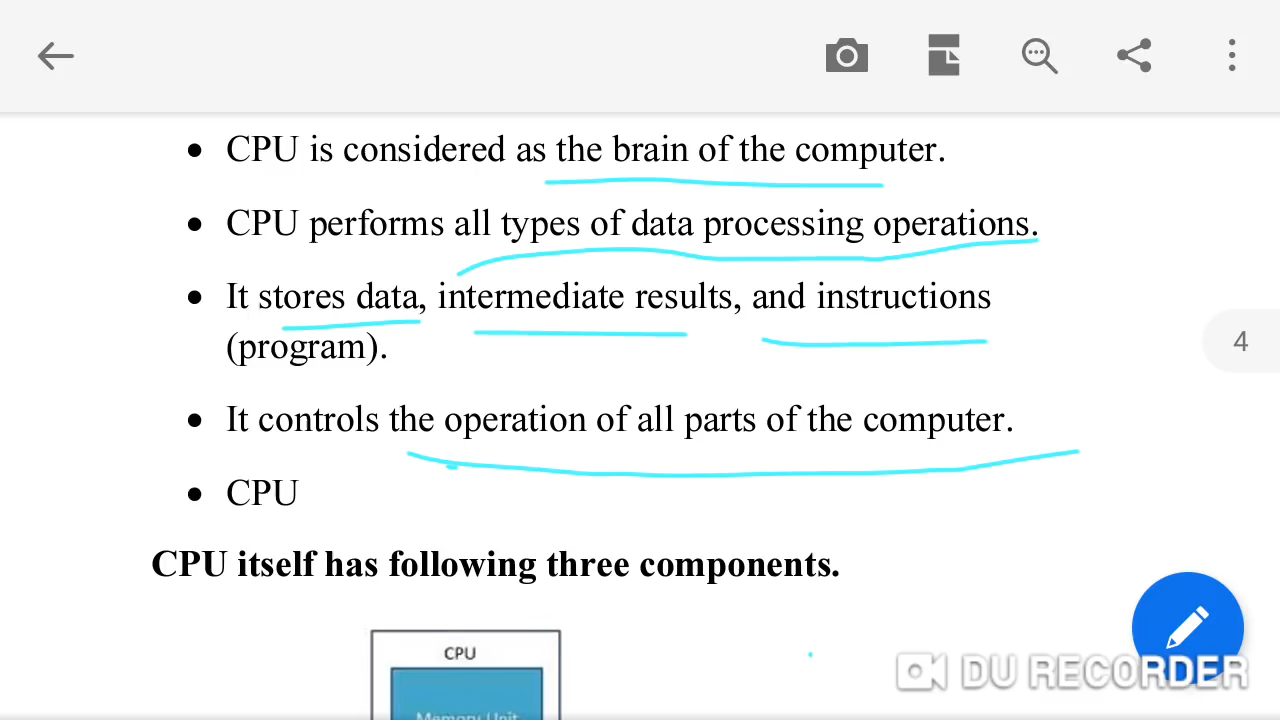 • CPU is considered as the brain of the computer.
• CPU performs all types of data processing operations.
• It stores data, intermediate results, and instructions
(program).
4
• It controls the operation of all parts of the computer.
• CPU
CPU itself has following three components.
CPU
Memory Unit
DU RECORDER